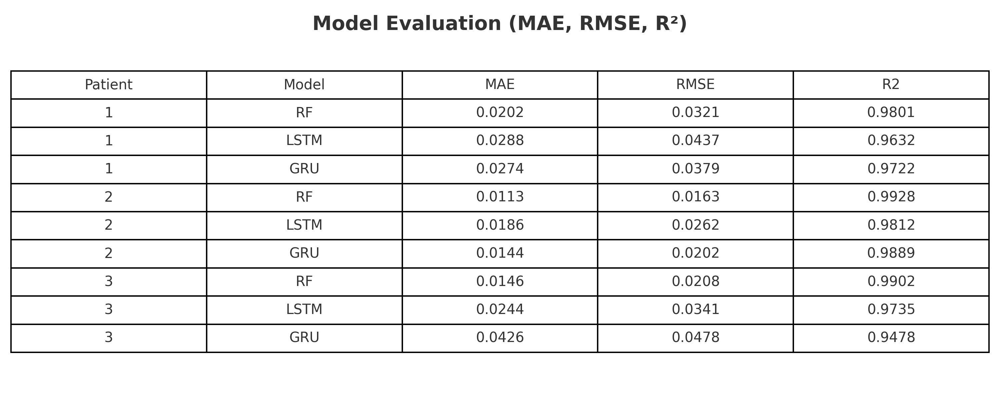 Model Evaluation (MAE, RMSE, R²)
Patient Model MAE RMSE R2
1 RF 0.0202 0.0321 0.9801
1 LSTM 0.0288 0.0437 0.9632
1 GRU 0.0274 0.0379 0.9722
2 RF 0.0113 0.0163 0.9928
2 LSTM 0.0186 0.0262 0.9812
2 GRU 0.0144 0.0202 0.9889
3 RF 0.0146 0.0208 0.9902
3 LSTM 0.0244 0.0341 0.9735
3 GRU 0.0426 0.0478 0.9478